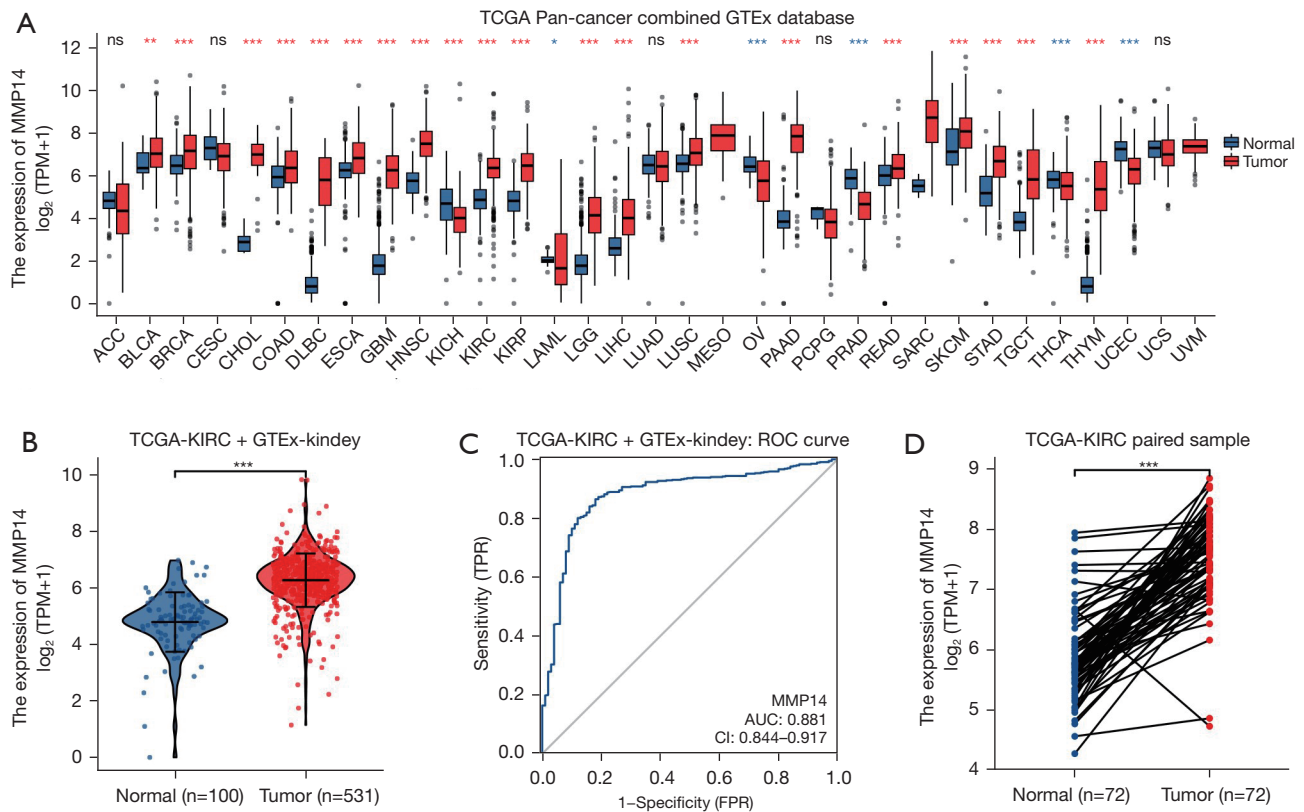 A
TCGA Pan-cancer combined GTEx database
ns ** *** ns *** *** *** *** *** *** *** *** *** * *** *** ns *** *** *** ns *** *** *** *** *** *** *** *** ns
The expression of MMP14
log₂ (TPM+1)
12
10
8
6
4
2
0
Normal
Tumor
ACC BLCA BRCA CESC CHOL COAD DLBC ESCA GBM HNSC KICH KIRC KIRP LAML LGG LIHC LUAD LUSC MESO OV PAAD PCPG PRAD READ SARC SKCM STAD TGCT THCA THYM UCEC UCS UVM
B
TCGA-KIRC + GTEx-kindey
***
The expression of MMP14
log₂ (TPM+1)
10
8
6
4
2
0
Normal (n=100) Tumor (n=531)
C
TCGA-KIRC + GTEx-kindey: ROC curve
Sensitivity (TPR)
1.0
0.8
0.6
0.4
0.2
0.0
MMP14
AUC: 0.881
CI: 0.844–0.917
0.0 0.2 0.4 0.6 0.8 1.0
1–Specificity (FPR)
D
TCGA-KIRC paired sample
***
The expression of MMP14
log₂ (TPM+1)
9
8
7
6
5
4
Normal (n=72) Tumor (n=72)